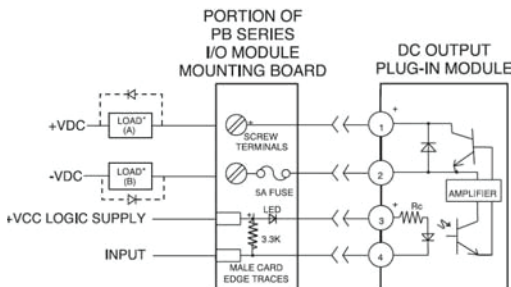 PORTION OF
PB SERIES
I/O MODULE
MOUNTING BOARD
DC OUTPUT
PLUG-IN MODULE
+VDC
LOAD*
(A)
+
SCREW
TERMINALS
1
+
-VDC
LOAD*
(B)
5A FUSE
2
AMPLIFIER
+VCC LOGIC SUPPLY
LED
+
3.3K
3
+
Rc
INPUT
MALE CARD
EDGE TRACES
4